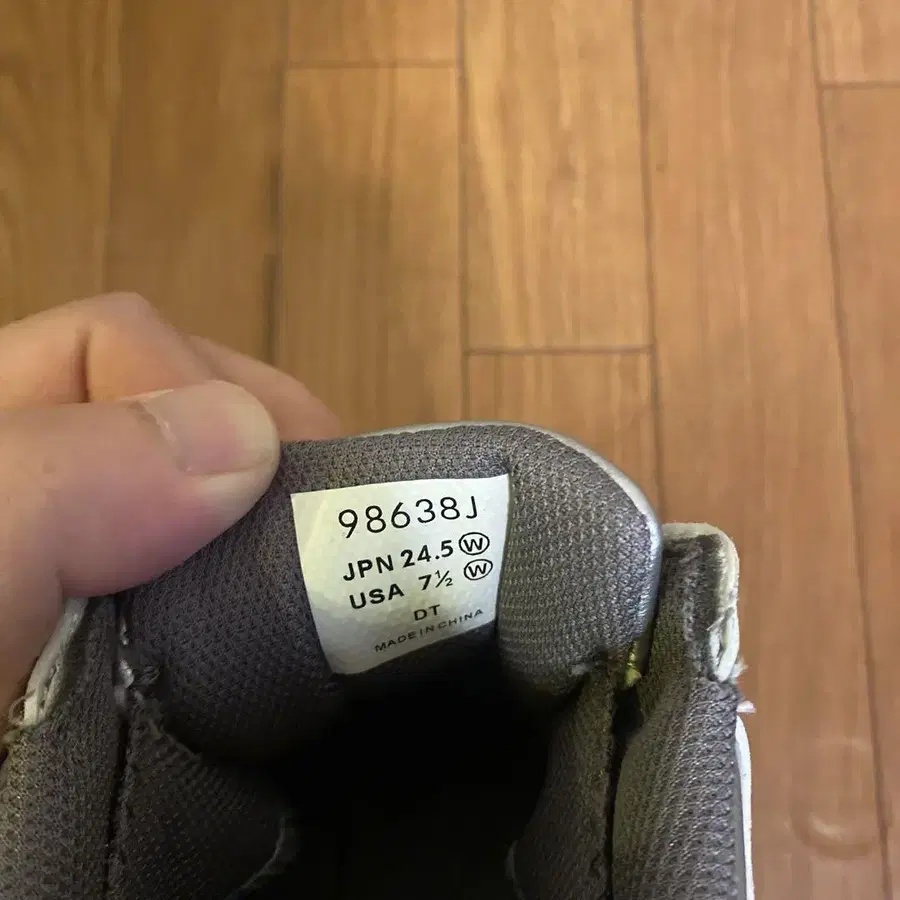 98638J
JPN 24.5 Ⓦ
USA 7½ Ⓦ
DT
MADE IN CHINA